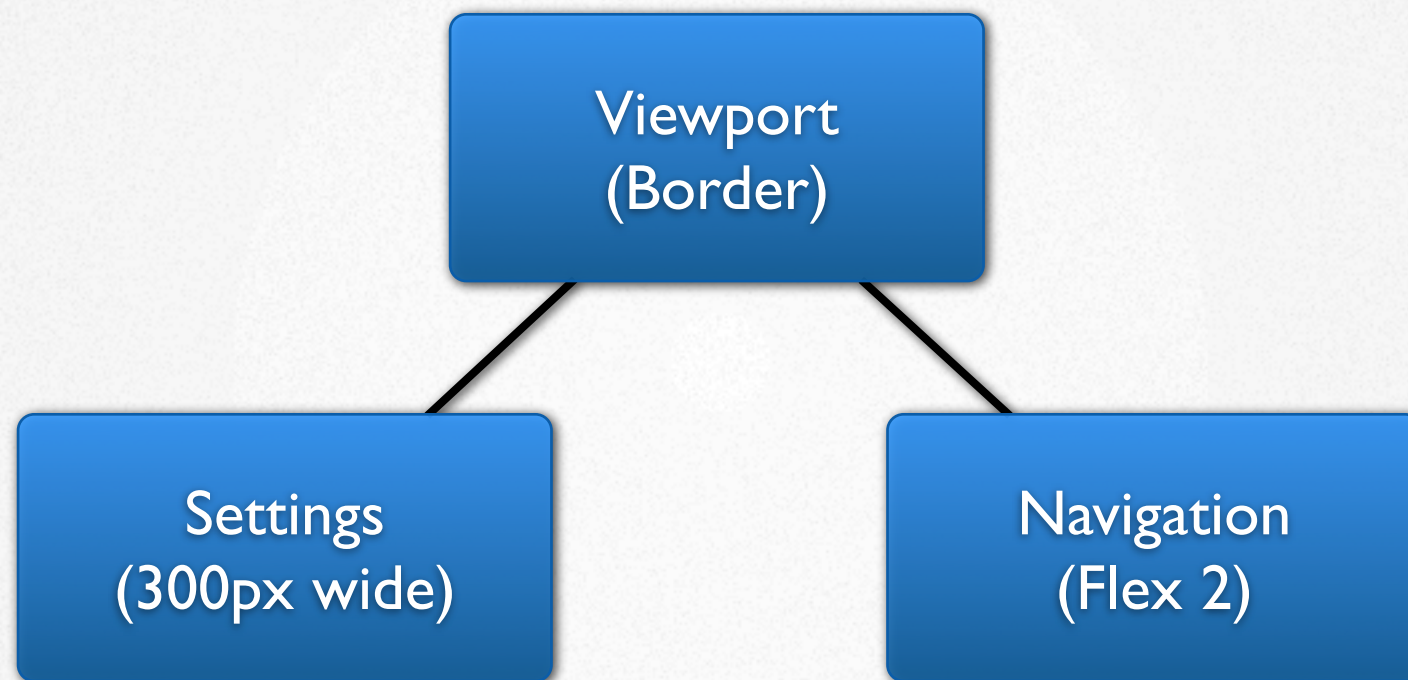 Viewport
(Border)
Settings
(300px wide)
Navigation
(Flex 2)